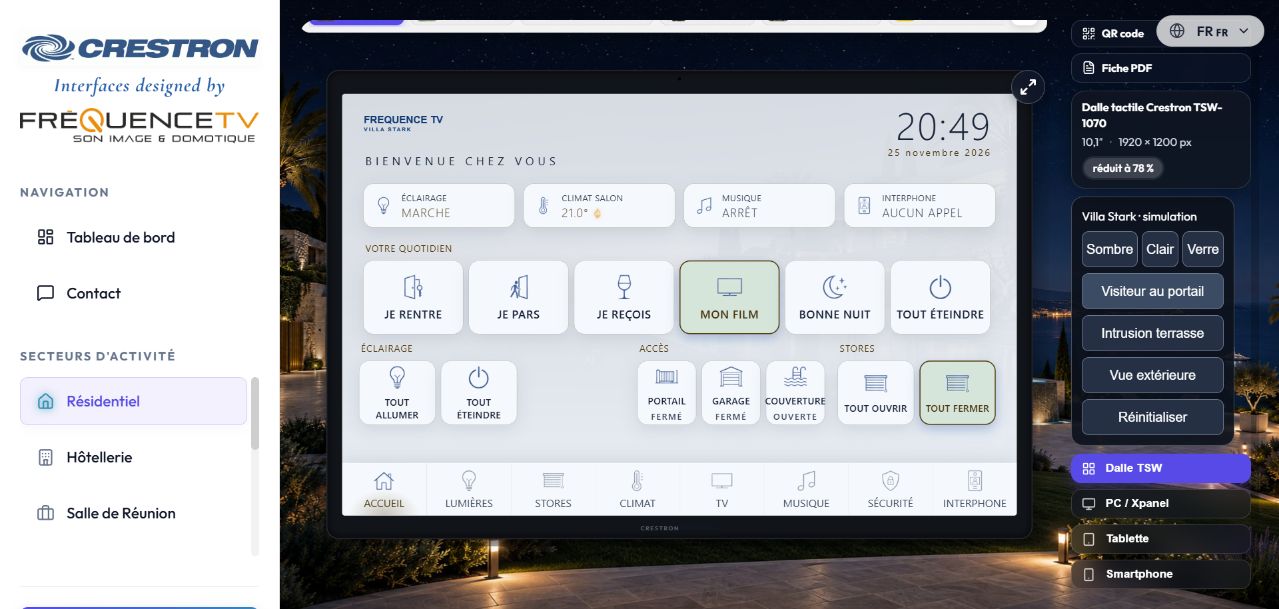 CRESTRON
Interfaces designed by
FRÉQUENCETV
SON IMAGE & DOMOTIQUE
NAVIGATION
Tableau de bord
Contact
SECTEURS D'ACTIVITÉ
Résidentiel
Hôtellerie
Salle de Réunion
FREQUENCE TV
VILLA STARK
20:49
25 novembre 2026
BIENVENUE CHEZ VOUS
ÉCLAIRAGE
MARCHE
CLIMAT SALON
21.0°
MUSIQUE
ARRÊT
INTERPHONE
AUCUN APPEL
VOTRE QUOTIDIEN
JE RENTRE
JE PARS
JE REÇOIS
MON FILM
BONNE NUIT
TOUT ÉTEINDRE
ÉCLAIRAGE
TOUT
ALLUMER
TOUT
ÉTEINDRE
ACCÈS
PORTAIL
FERMÉ
GARAGE
FERMÉ
COUVERTURE
OUVERTE
STORES
TOUT OUVRIR
TOUT FERMER
ACCUEIL
LUMIÈRES
STORES
CLIMAT
TV
MUSIQUE
SÉCURITÉ
INTERPHONE
CRESTRON
QR code
FR FR
Fiche PDF
Dalle tactile Crestron TSW-
1070
10,1" · 1920 × 1200 px
réduit à 78 %
Villa Stark · simulation
Sombre
Clair
Verre
Visiteur au portail
Intrusion terrasse
Vue extérieure
Réinitialiser
Dalle TSW
PC / Xpanel
Tablette
Smartphone